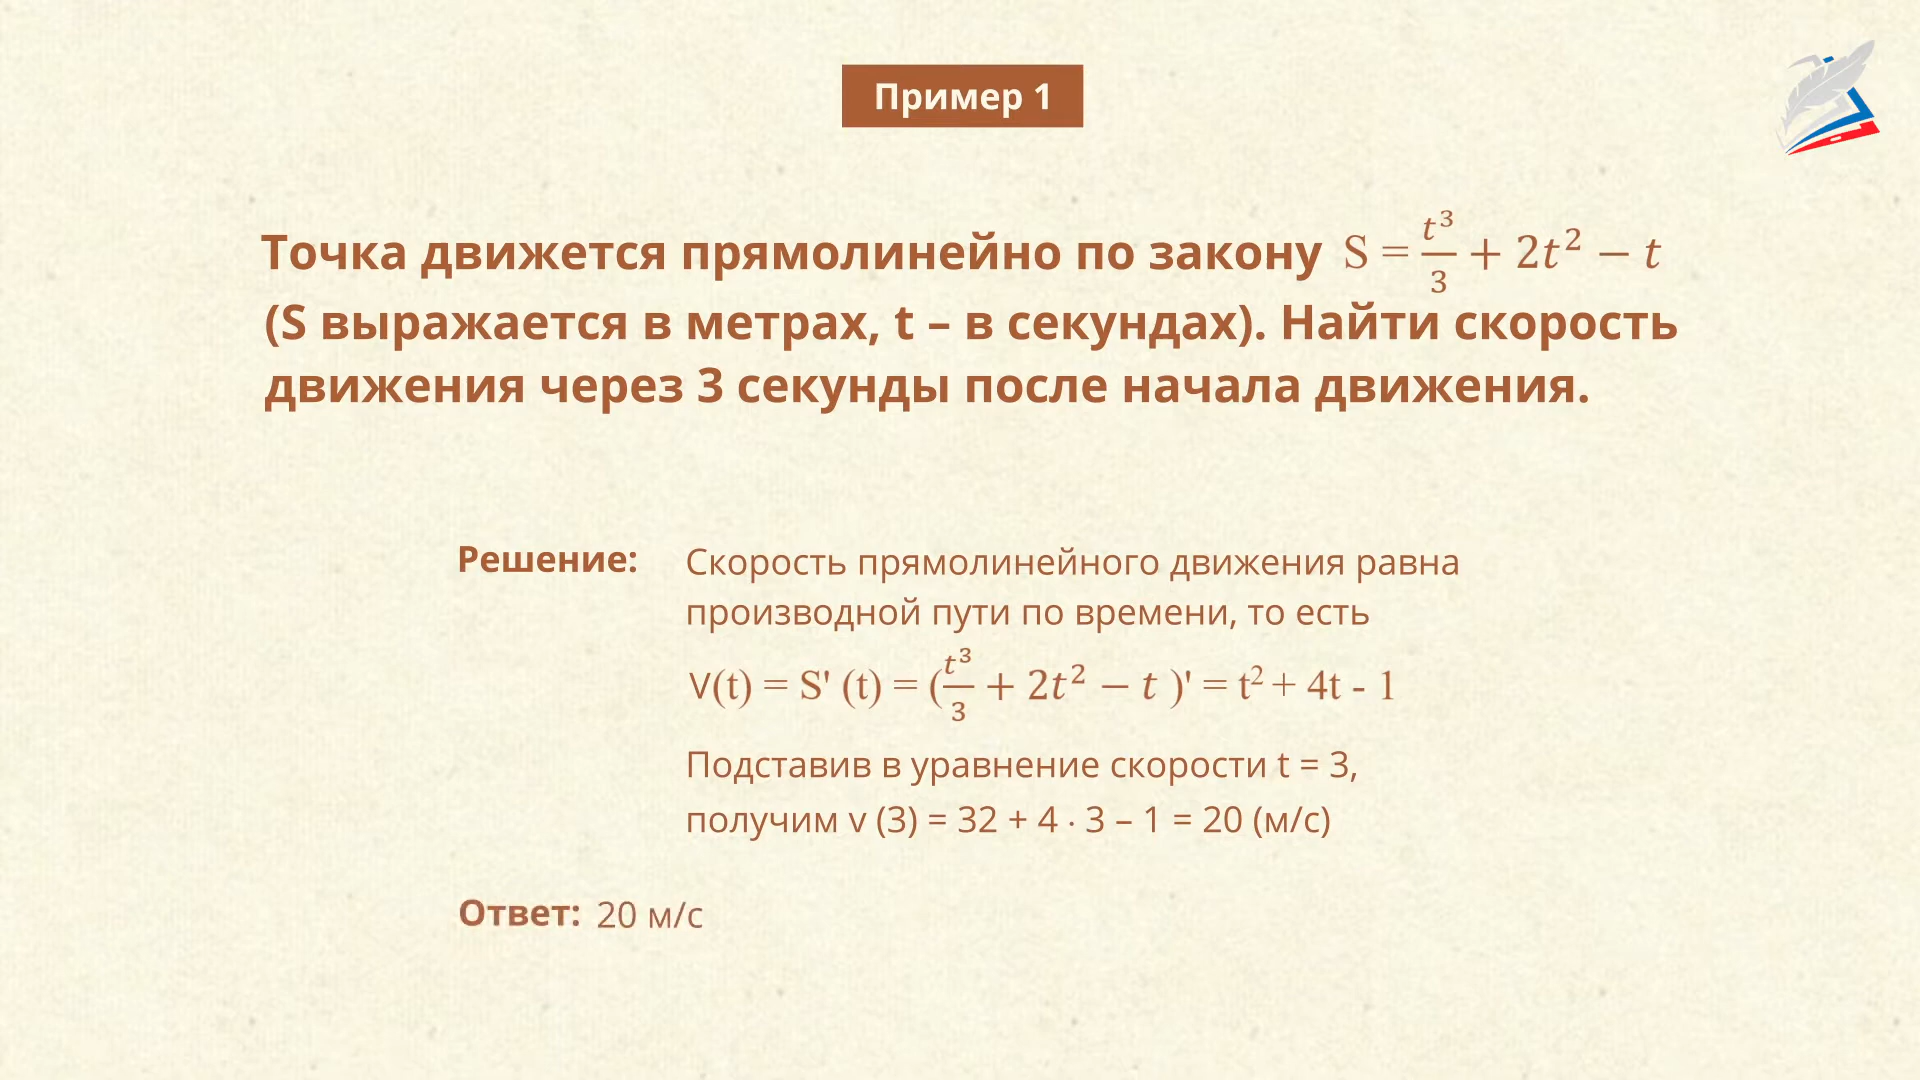 Пример 1
Точка движется прямолинейно по закону S = t³/3 + 2t² − t
(S выражается в метрах, t – в секундах). Найти скорость
движения через 3 секунды после начала движения.
Решение: Скорость прямолинейного движения равна
производной пути по времени, то есть
V(t) = S' (t) = (t³/3 + 2t² − t )' = t² + 4t - 1
Подставив в уравнение скорости t = 3,
получим v (3) = 32 + 4 · 3 – 1 = 20 (м/с)
Ответ: 20 м/с